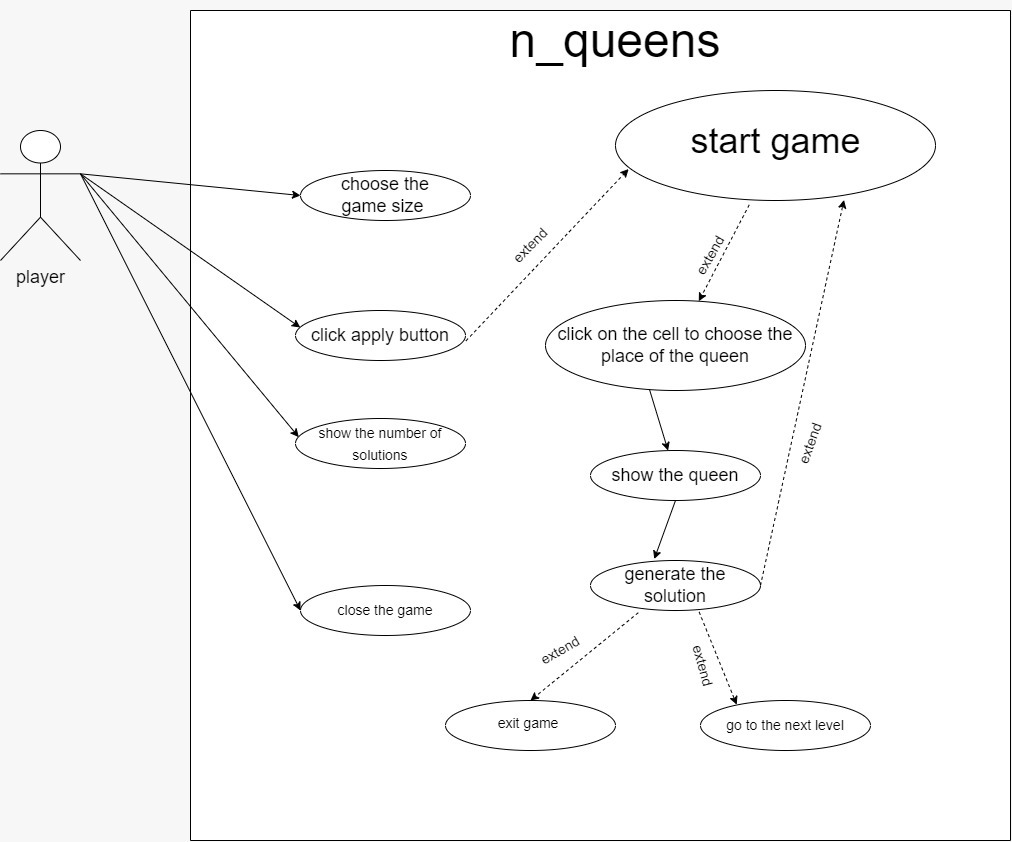 n_queens
start game
choose the
game size
extend
extend
player
click apply button
click on the cell to choose the
place of the queen
show the number of
solutions
extend
show the queen
generate the
solution
close the game
extend
extend
exit game
go to the next level